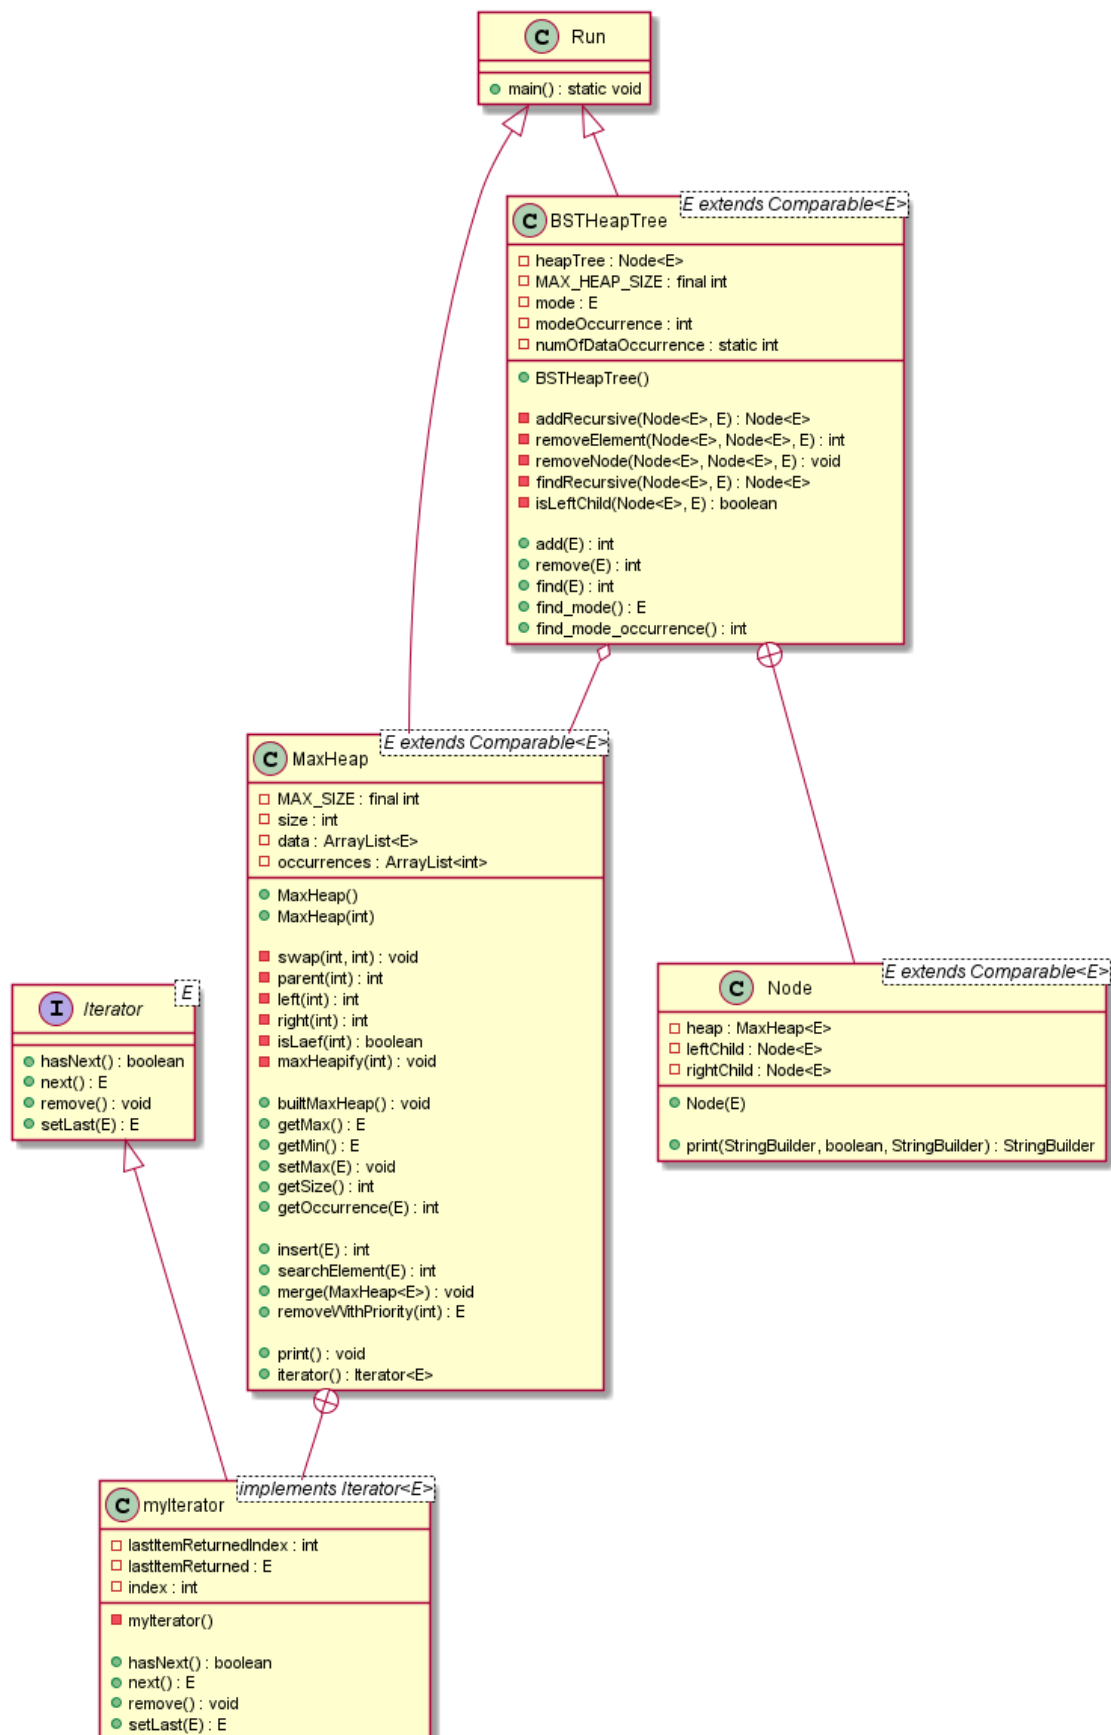 C Run
main() : static void
E extends Comparable<E>
C BSTHeapTree
heapTree : Node<E>
MAX_HEAP_SIZE : final int
mode : E
modeOccurrence : int
numOfDataOccurrence : static int
BSTHeapTree()
addRecursive(Node<E>, E) : Node<E>
removeElement(Node<E>, Node<E>, E) : int
removeNode(Node<E>, Node<E>, E) : void
findRecursive(Node<E>, E) : Node<E>
isLeftChild(Node<E>, E) : boolean
add(E) : int
remove(E) : int
find(E) : int
find_mode() : E
find_mode_occurrence() : int
E extends Comparable<E>
C MaxHeap
MAX_SIZE : final int
size : int
data : ArrayList<E>
occurrences : ArrayList<int>
MaxHeap()
MaxHeap(int)
swap(int, int) : void
parent(int) : int
left(int) : int
right(int) : int
isLaef(int) : boolean
maxHeapify(int) : void
builtMaxHeap() : void
getMax() : E
getMin() : E
setMax(E) : void
getSize() : int
getOccurrence(E) : int
insert(E) : int
searchElement(E) : int
merge(MaxHeap<E>) : void
removeWithPriority(int) : E
print() : void
iterator() : Iterator<E>
E
I Iterator
hasNext() : boolean
next() : E
remove() : void
setLast(E) : E
E extends Comparable<E>
C Node
heap : MaxHeap<E>
leftChild : Node<E>
rightChild : Node<E>
Node(E)
print(StringBuilder, boolean, StringBuilder) : StringBuilder
implements Iterator<E>
C myIterator
lastItemReturnedIndex : int
lastItemReturned : E
index : int
myIterator()
hasNext() : boolean
next() : E
remove() : void
setLast(E) : E